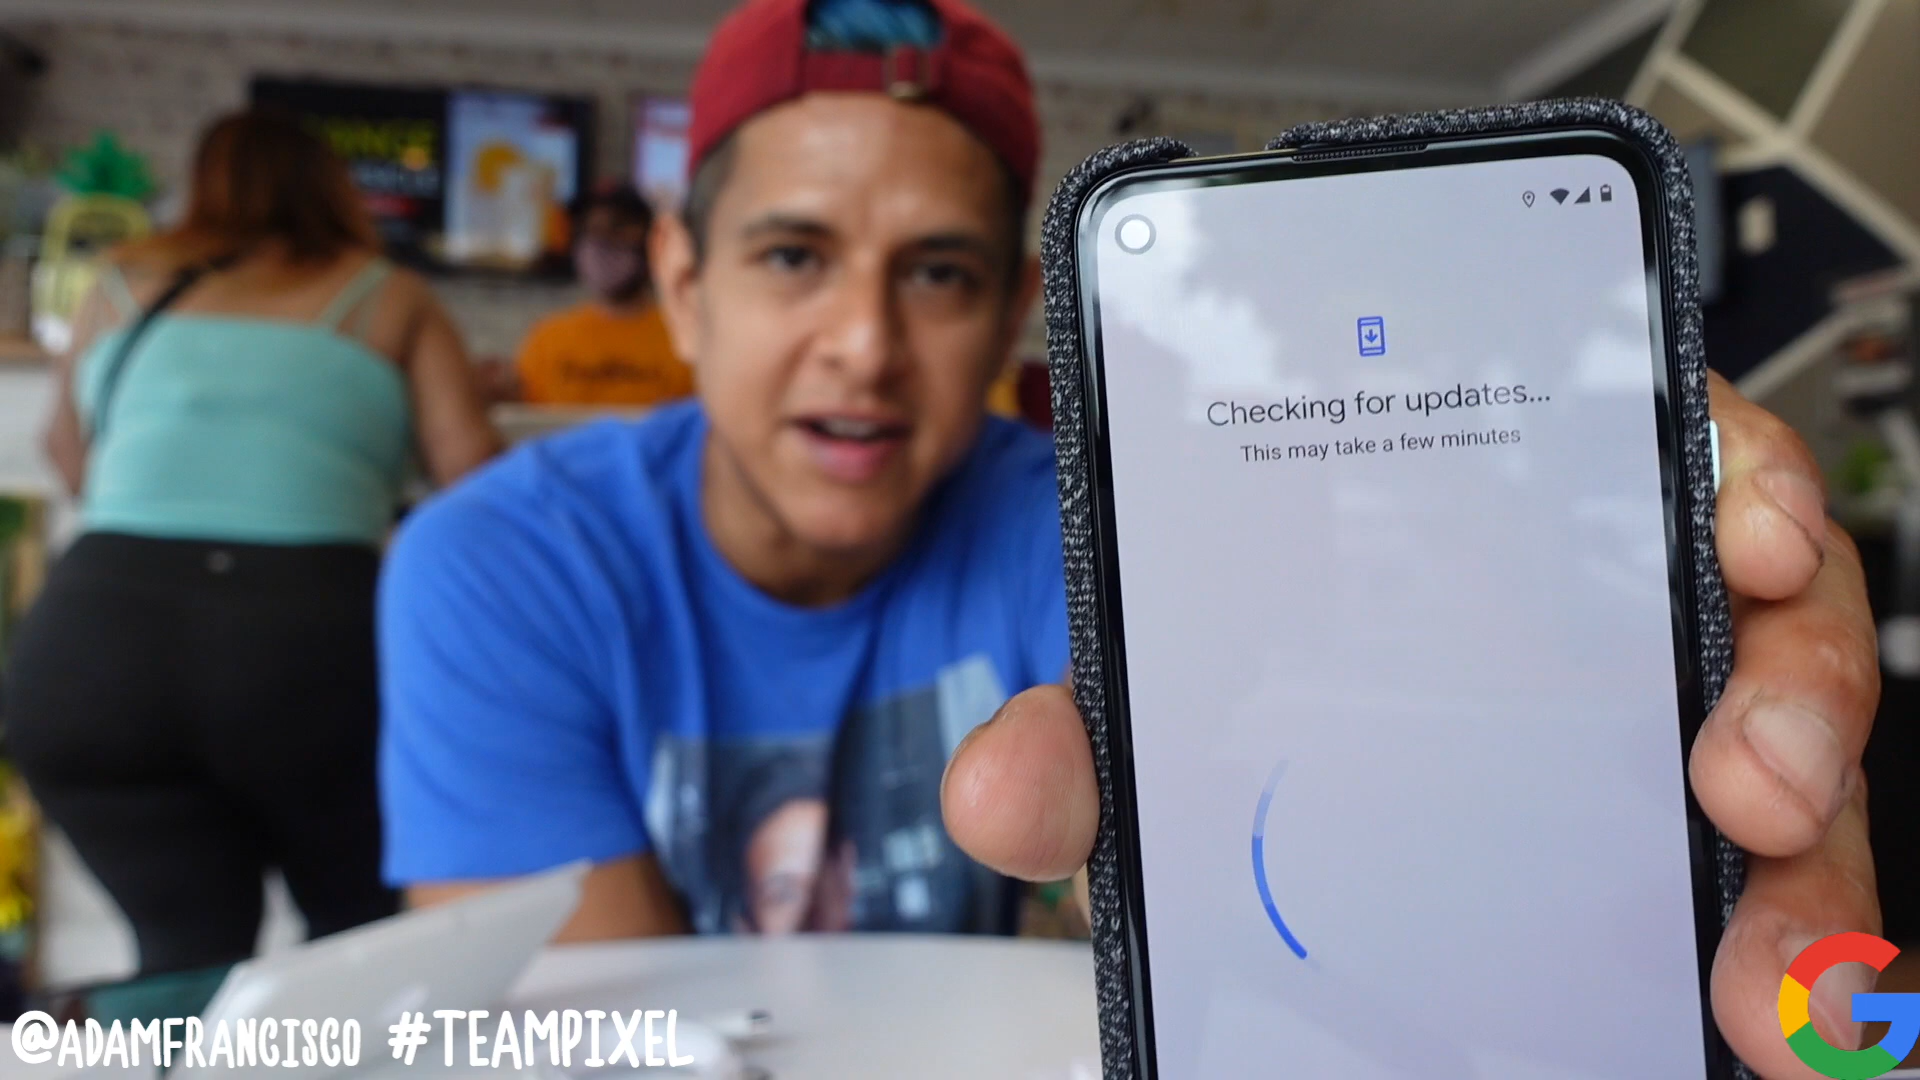 Checking for updates...
This may take a few minutes
@ADAMFRANCISCO #TEAMPIXEL